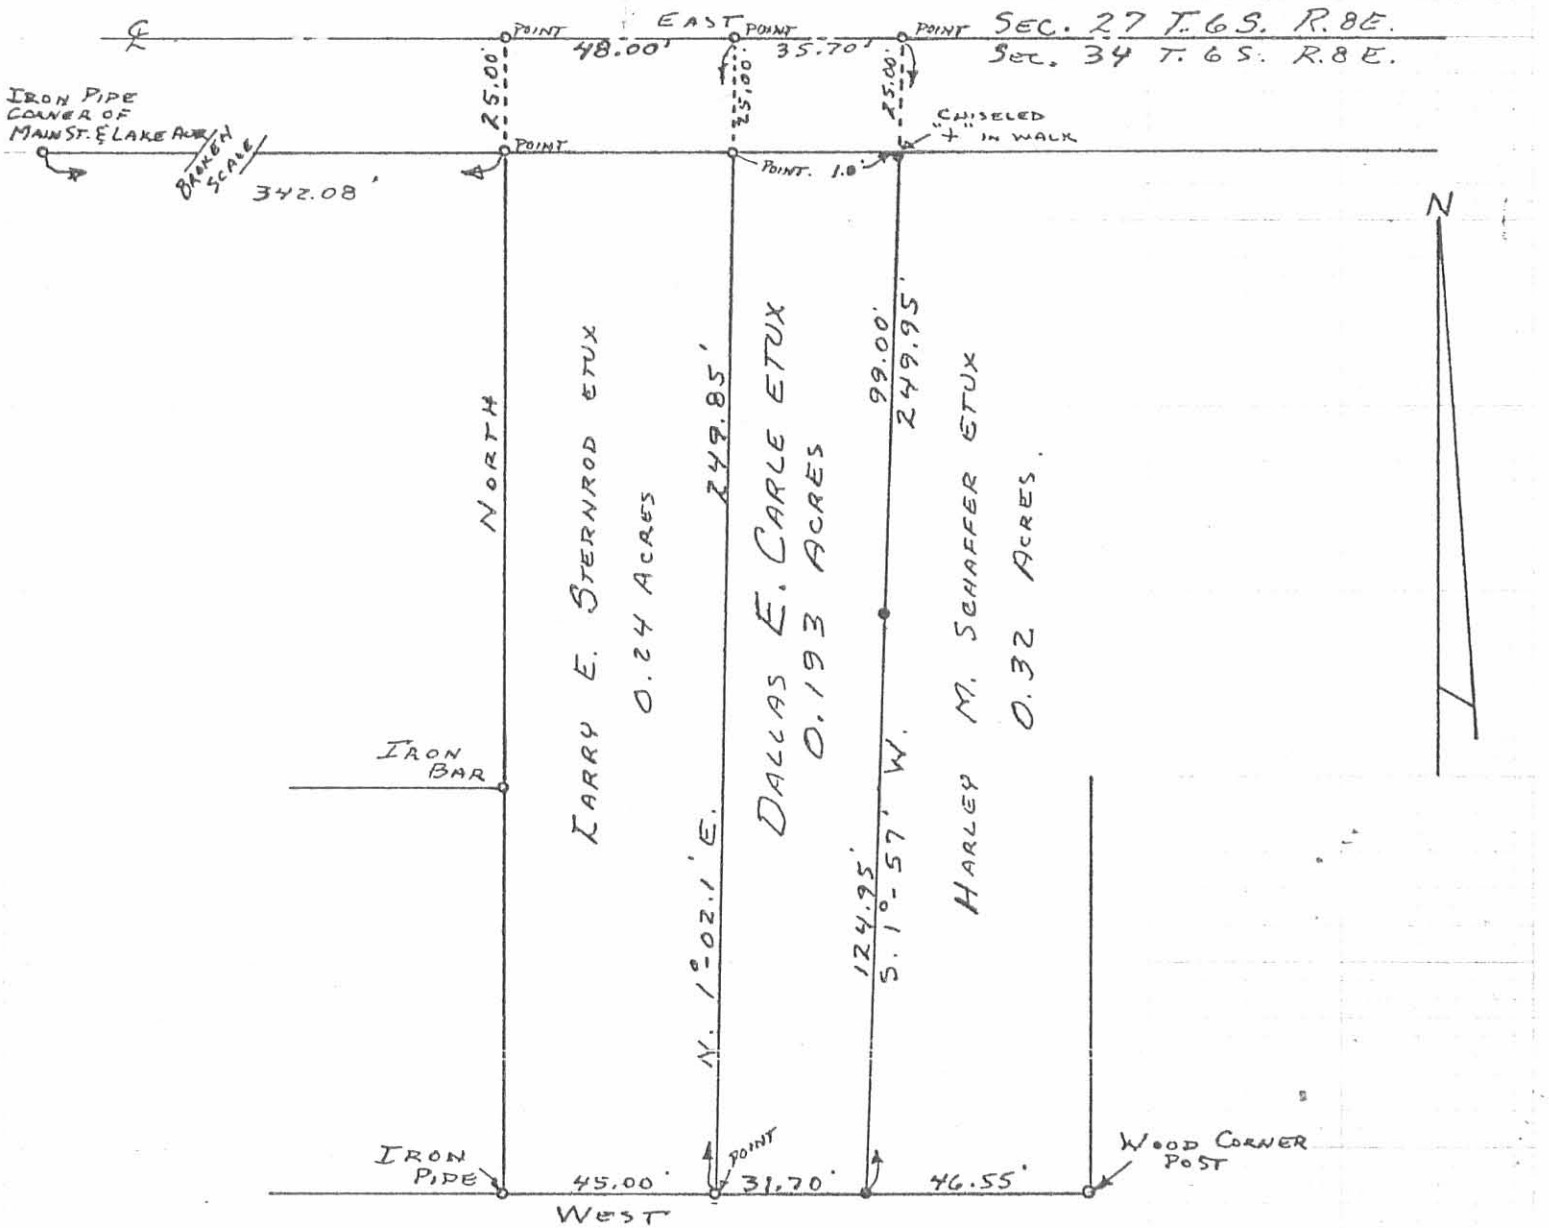 ℄
POINT
EAST
POINT
POINT
SEC. 27 T. 6 S. R. 8 E.
48.00'
35.70'
SEC. 34 T. 6 S. R. 8 E.
25.00'
25.00'
25.00'
IRON PIPE
CORNER OF
MAIN ST. & LAKE AVE.
BROKEN
SCALE
342.08'
POINT
POINT.
1.0'
CHISELED
"+" IN WALK
N
NORTH
LARRY E. STERNROD ETUX
0.24 ACRES
249.85'
N. 1°-02.1' E.
DALLAS E. CARLE ETUX
0.193 ACRES
99.00'
249.95'
124.95'
S. 1°-57' W.
HARLEY M. SCHAFFER ETUX
0.32 ACRES.
IRON
BAR
IRON
PIPE
45.00'
POINT
31.70'
46.55'
WOOD CORNER
POST
WEST